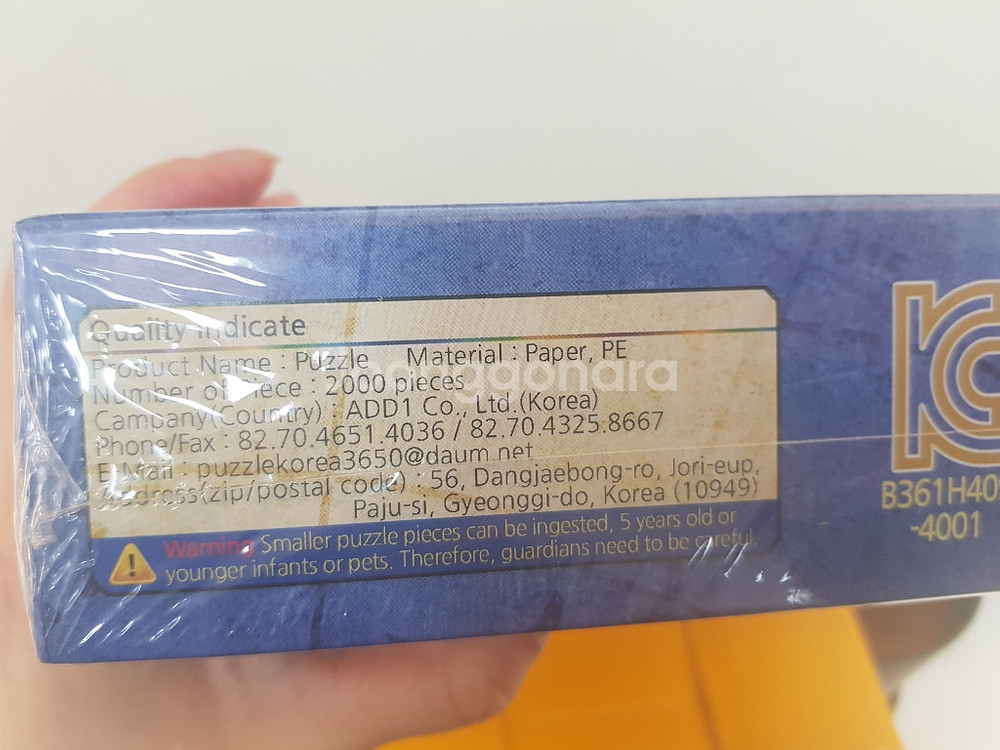 Quality Indicate
Product Name : Puzzle Material : Paper, PE
Number of Piece : 2000 pieces
Campany(Country) : ADD1 Co., Ltd.(Korea)
Phone/Fax : 82.70.4651.4036 / 82.70.4325.8667
E-Mail : puzzlekorea3650@daum.net
Address(zip/postal code) : 56, Dangjaebong-ro, Jori-eup,
Paju-si, Gyeonggi-do, Korea (10949)
Warning Smaller puzzle pieces can be ingested, 5 years old or
younger infants or pets. Therefore, guardians need to be careful.
B361H40
-4001